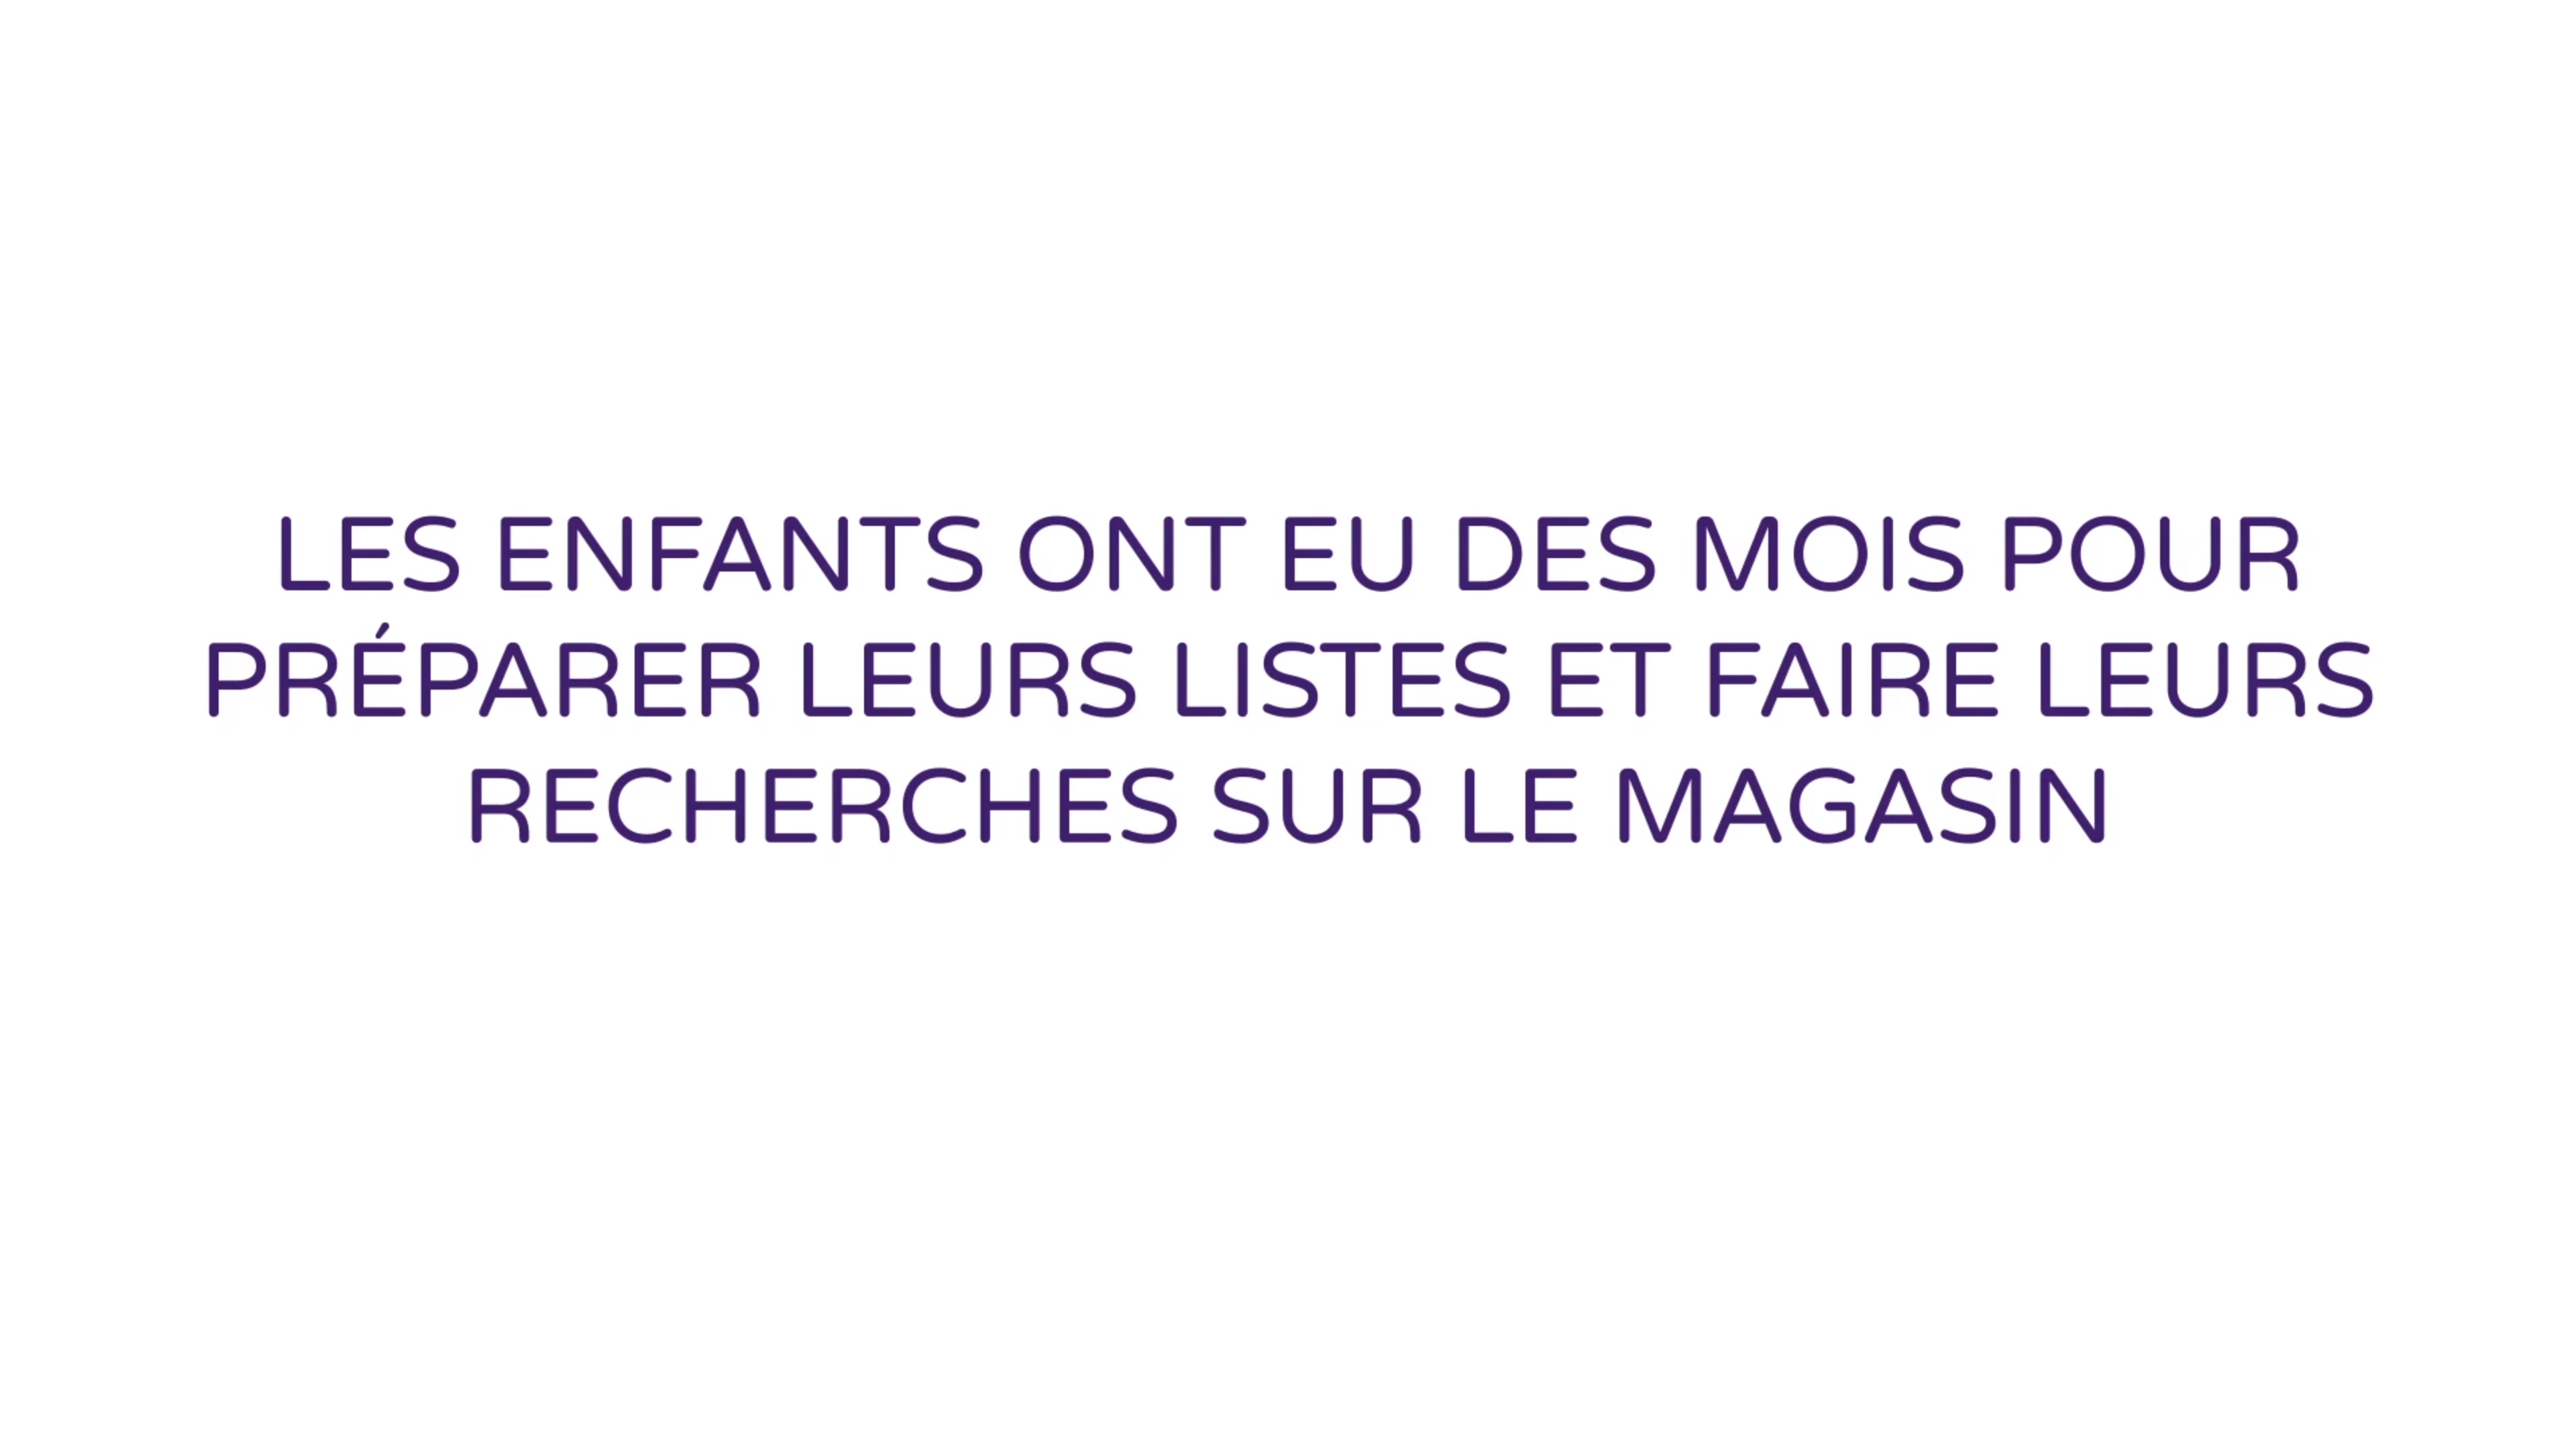 LES ENFANTS ONT EU DES MOIS POUR
PRÉPARER LEURS LISTES ET FAIRE LEURS
RECHERCHES SUR LE MAGASIN